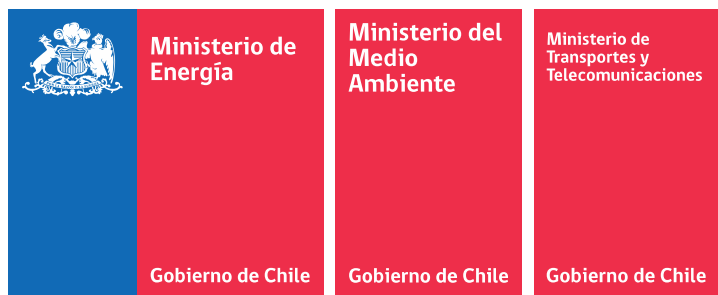 Ministerio de
Energía
Gobierno de Chile
Ministerio del
Medio
Ambiente
Gobierno de Chile
Ministerio de
Transportes y
Telecomunicaciones
Gobierno de Chile